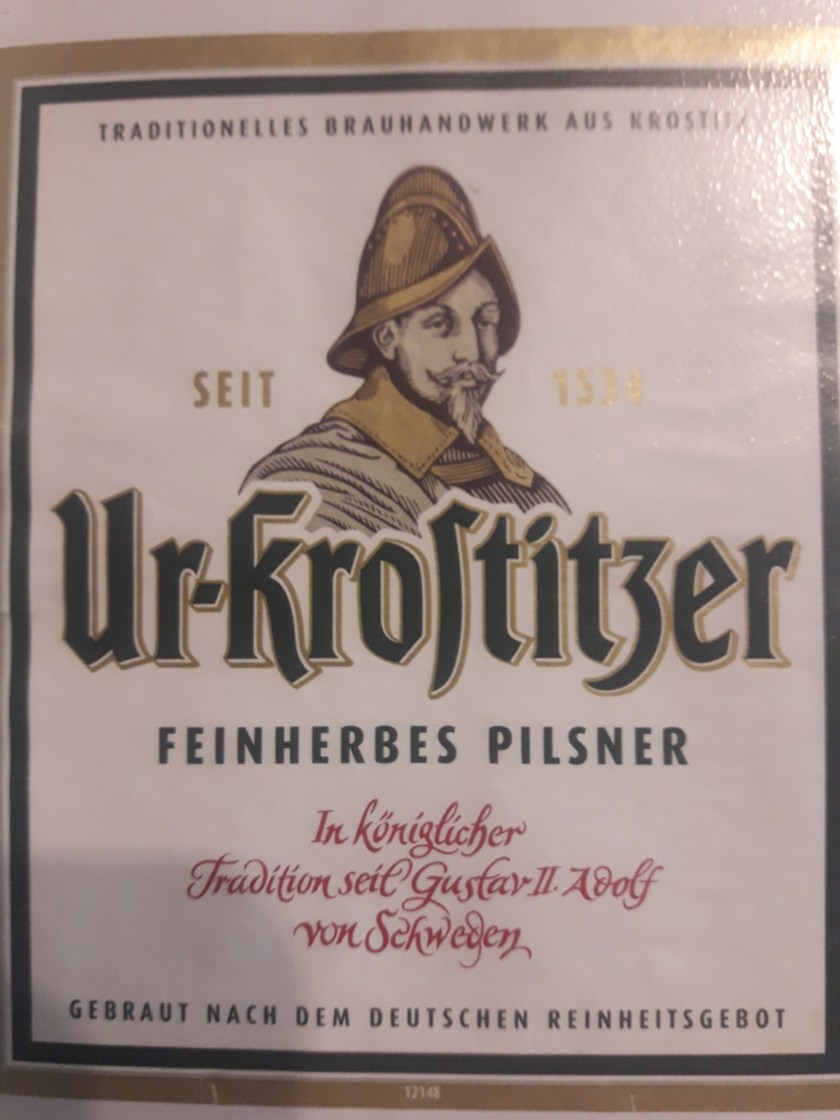 TRADITIONELLES BRAUHANDWERK AUS KROSTITZ
SEIT 1534
Ur-Krostitzer
FEINHERBES PILSNER
In königlicher
Tradition seit Gustav II. Adolf
von Schweden
GEBRAUT NACH DEM DEUTSCHEN REINHEITSGEBOT
12148